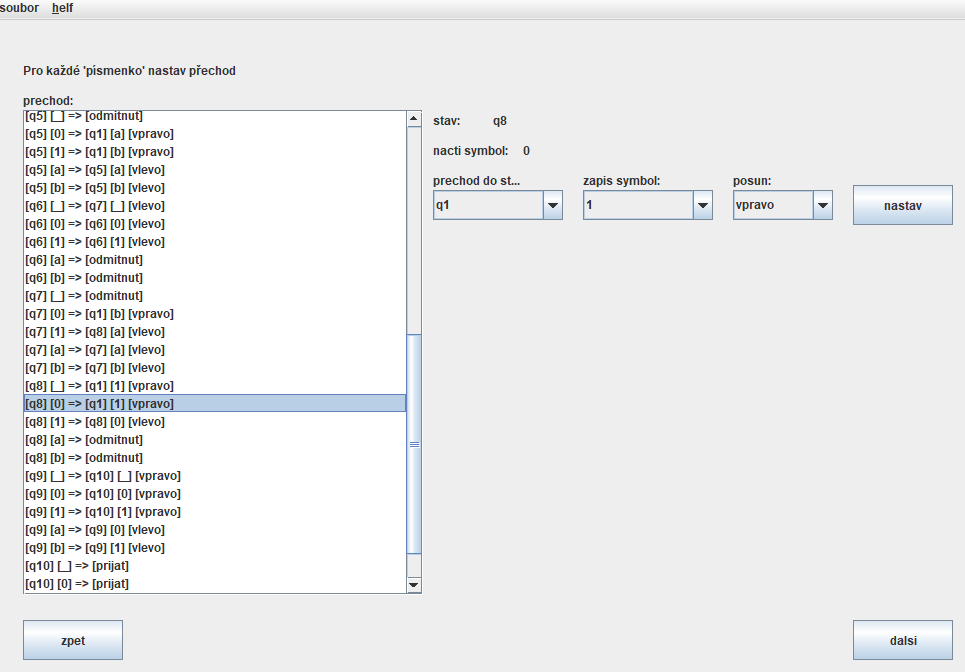 soubor helf
Pro každé 'písmenko' nastav přechod
prechod:
[q5] [_] => [odmitnut]
[q5] [0] => [q1] [a] [vpravo]
[q5] [1] => [q1] [b] [vpravo]
[q5] [a] => [q5] [a] [vlevo]
[q5] [b] => [q5] [b] [vlevo]
[q6] [_] => [q7] [_] [vlevo]
[q6] [0] => [q6] [0] [vlevo]
[q6] [1] => [q6] [1] [vlevo]
[q6] [a] => [odmitnut]
[q6] [b] => [odmitnut]
[q7] [_] => [odmitnut]
[q7] [0] => [q1] [b] [vpravo]
[q7] [1] => [q8] [a] [vlevo]
[q7] [a] => [q7] [a] [vlevo]
[q7] [b] => [q7] [b] [vlevo]
[q8] [_] => [q1] [1] [vpravo]
[q8] [0] => [q1] [1] [vpravo]
[q8] [1] => [q8] [0] [vlevo]
[q8] [a] => [odmitnut]
[q8] [b] => [odmitnut]
[q9] [_] => [q10] [_] [vpravo]
[q9] [0] => [q10] [0] [vpravo]
[q9] [1] => [q10] [1] [vpravo]
[q9] [a] => [q9] [0] [vlevo]
[q9] [b] => [q9] [1] [vlevo]
[q10] [_] => [prijat]
[q10] [0] => [prijat]
stav: q8
nacti symbol: 0
prechod do st... zapis symbol: posun:
q1 1 vpravo nastav
zpet dalsi